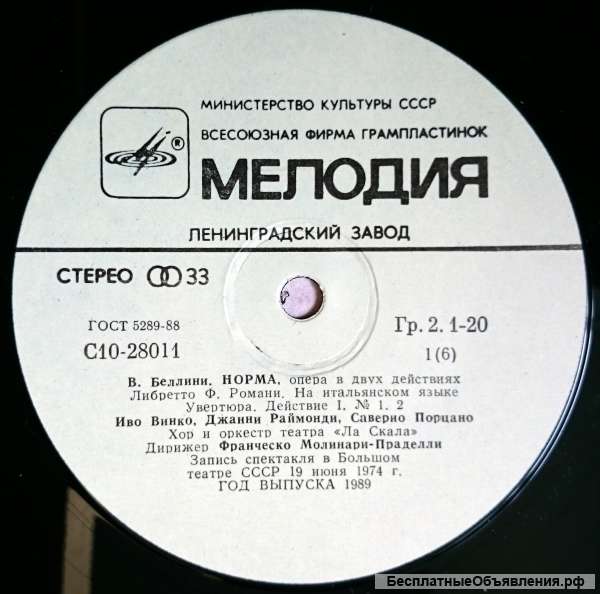 МИНИСТЕРСТВО КУЛЬТУРЫ СССР
ВСЕСОЮЗНАЯ ФИРМА ГРАМПЛАСТИНОК
®
МЕЛОДИЯ
ЛЕНИНГРАДСКИЙ ЗАВОД
СТЕРЕО 33
ГОСТ 5289-88
Гр. 2. 1-20
С10-28011
1(6)
В. Беллини. НОРМА, опера в двух действиях
Либретто Ф. Романи. На итальянском языке
Увертюра. Действие I. № 1, 2
Иво Винко, Джанни Раймонди, Саверио Порцано
Хор и оркестр театра «Ла Скала»
Дирижер Франческо Молинари-Праделли
Запись спектакля в Большом
театре СССР 19 июня 1974 г.
ГОД ВЫПУСКА 1989
БесплатныеОбъявления.рф